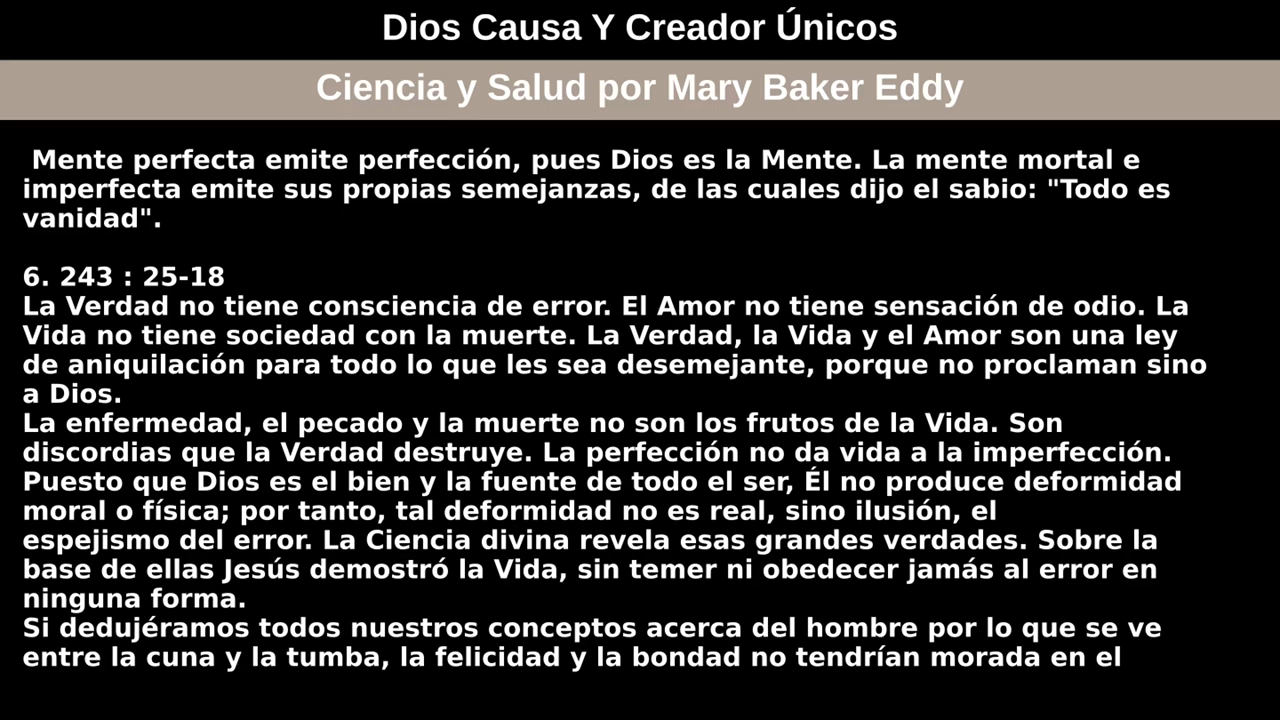 Dios Causa Y Creador Únicos
Ciencia y Salud por Mary Baker Eddy
Mente perfecta emite perfección, pues Dios es la Mente. La mente mortal e
imperfecta emite sus propias semejanzas, de las cuales dijo el sabio: "Todo es
vanidad".
6. 243 : 25-18
La Verdad no tiene consciencia de error. El Amor no tiene sensación de odio. La
Vida no tiene sociedad con la muerte. La Verdad, la Vida y el Amor son una ley
de aniquilación para todo lo que les sea desemejante, porque no proclaman sino
a Dios.
La enfermedad, el pecado y la muerte no son los frutos de la Vida. Son
discordias que la Verdad destruye. La perfección no da vida a la imperfección.
Puesto que Dios es el bien y la fuente de todo el ser, Él no produce deformidad
moral o física; por tanto, tal deformidad no es real, sino ilusión, el
espejismo del error. La Ciencia divina revela esas grandes verdades. Sobre la
base de ellas Jesús demostró la Vida, sin temer ni obedecer jamás al error en
ninguna forma.
Si dedujéramos todos nuestros conceptos acerca del hombre por lo que se ve
entre la cuna y la tumba, la felicidad y la bondad no tendrían morada en el